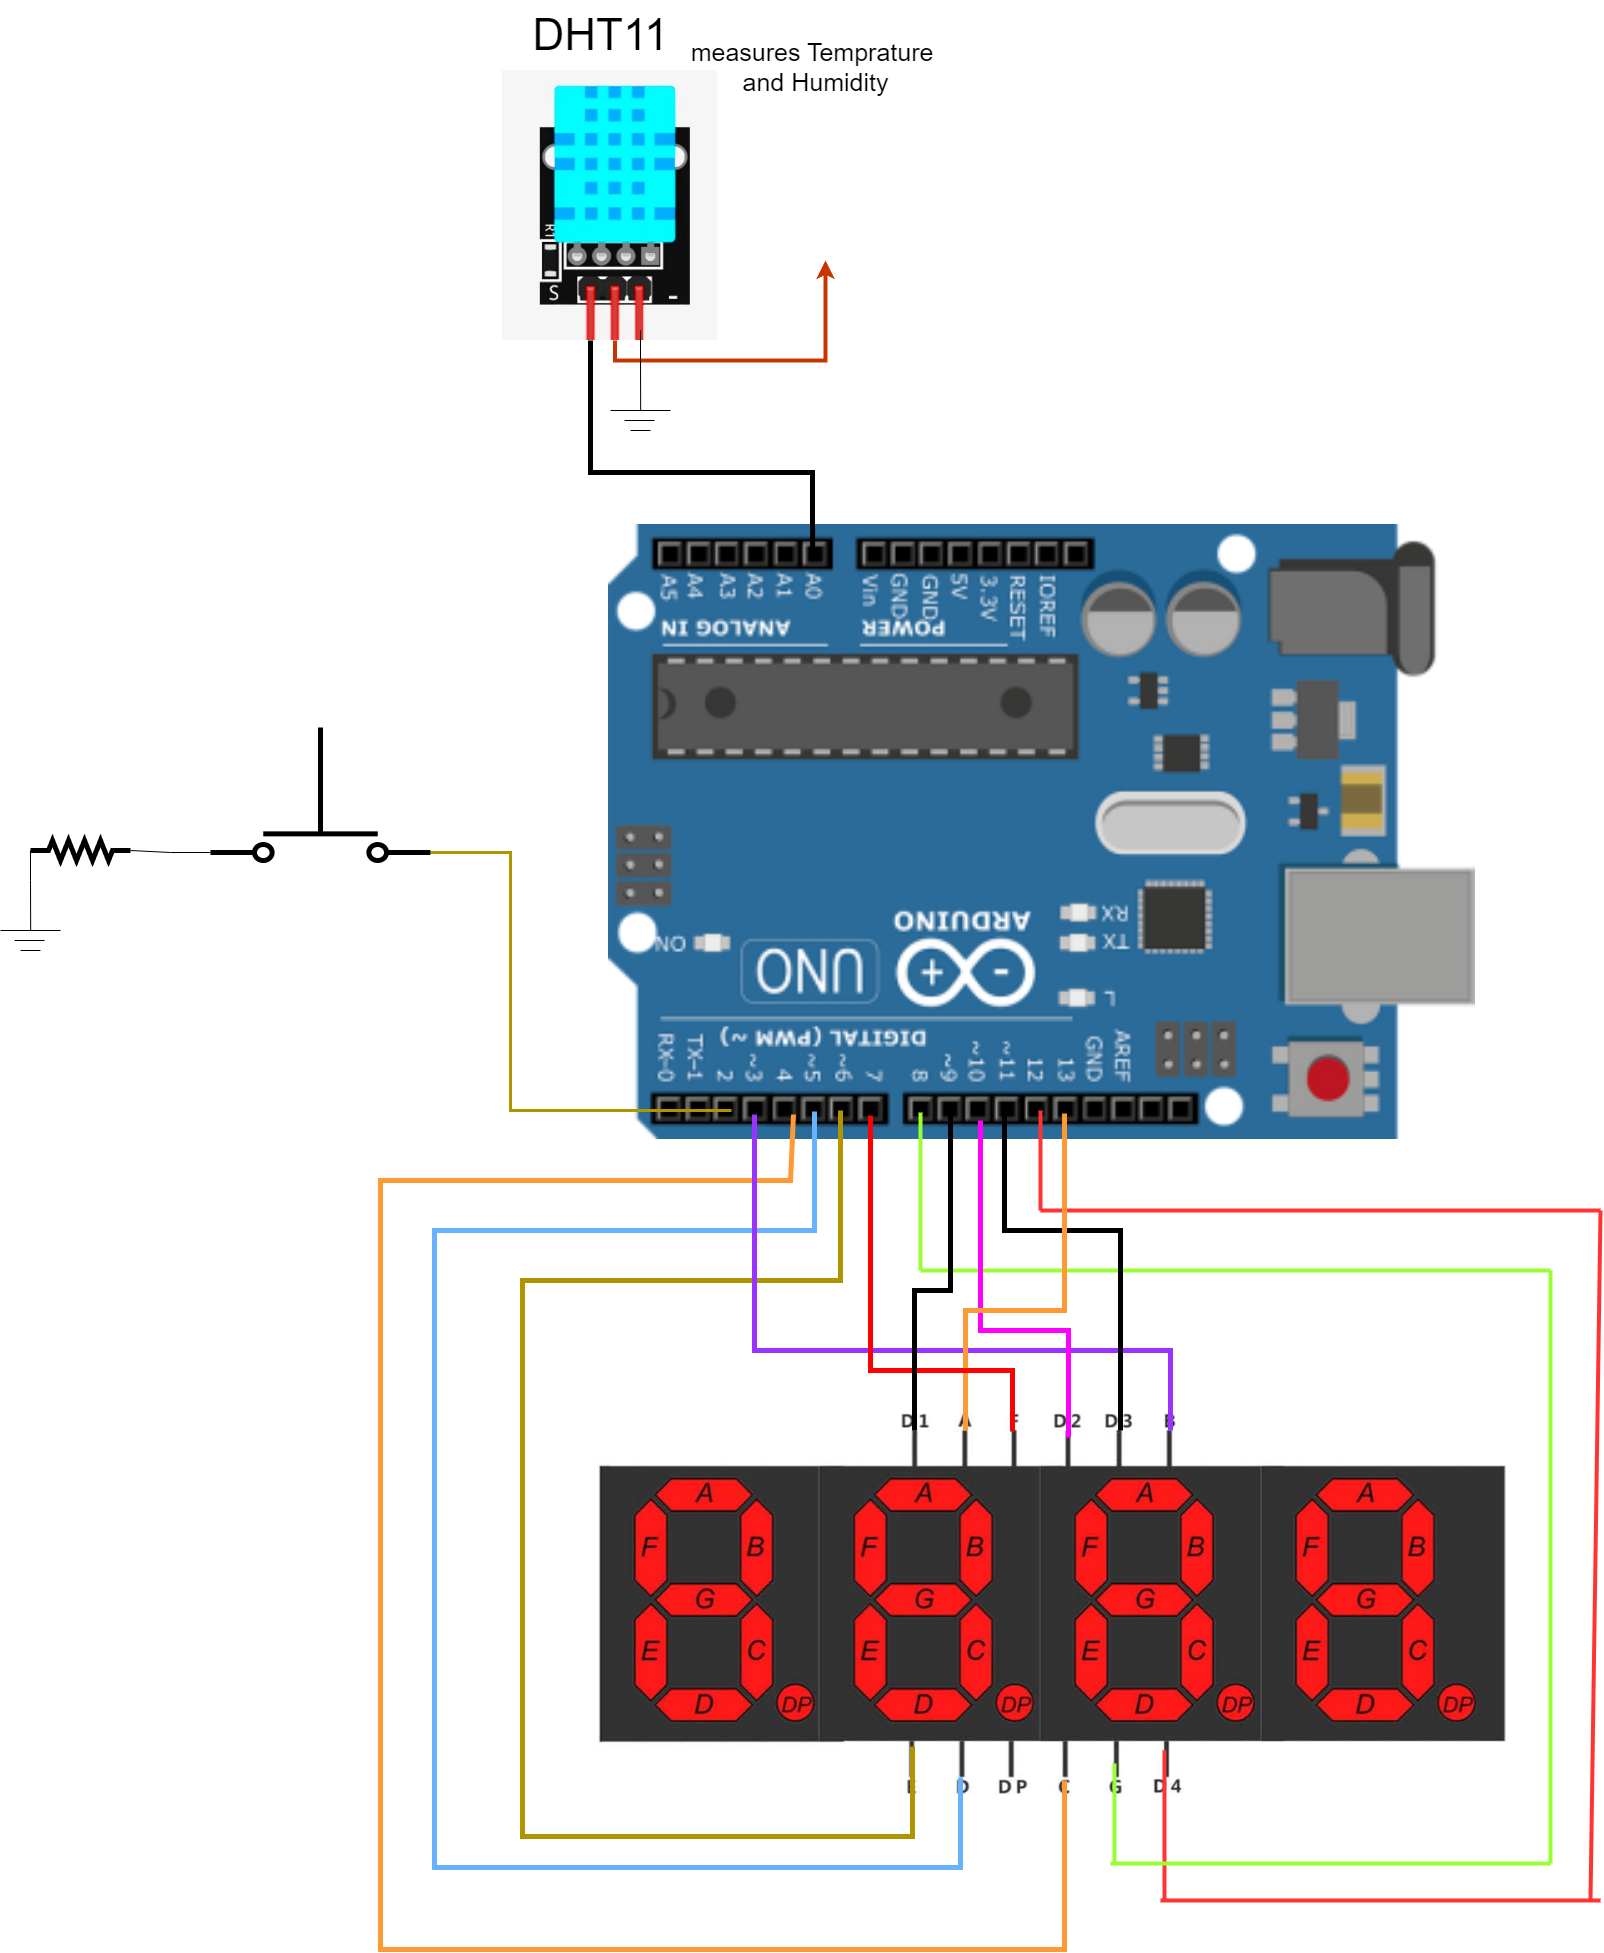 DHT11
measures Temprature
and Humidity
R1
S
-
A5 A4 A3 A2 A1 A0 Vin GND GND 5V 3.3V RESET IOREF
ANALOG IN POWER
ARDUINO
RX
TX
ON
UNO
+ -
L
DIGITAL (PWM ~)
RX-0 TX-1 2 ~3 4 ~5 ~6 7 8 ~9 ~10 ~11 12 13 GND AREF
D1 A F D2 D3 B
A A A A
F B F B F B F B
G G G G
E C E C E C E C
D DP D DP D DP D DP
E D DP C G D4